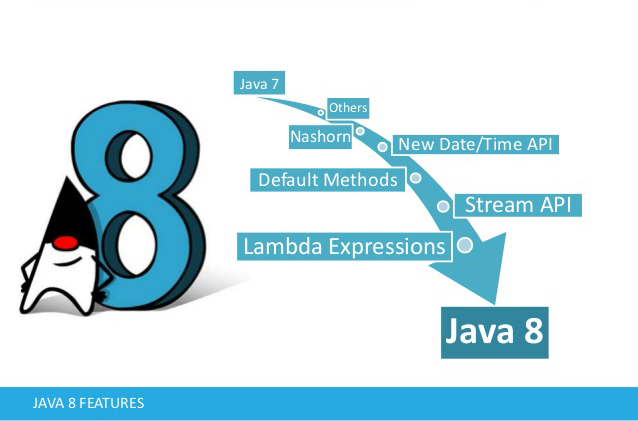 Java 7
Others
Nashorn
New Date/Time API
Default Methods
Stream API
Lambda Expressions
Java 8
8
JAVA 8 FEATURES